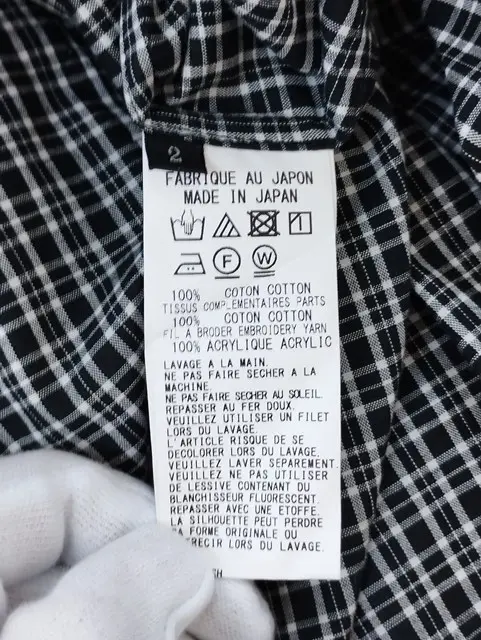 2
FABRIQUE AU JAPON
MADE IN JAPAN
F
W
100% COTON COTTON
TISSUS COMPLEMENTAIRES PARTS
100% COTON COTTON
FIL A BRODER EMBROIDERY YARN
100% ACRYLIQUE ACRYLIC
LAVAGE A LA MAIN.
NE PAS FAIRE SECHER A LA
MACHINE.
NE PAS FAIRE SECHER AU SOLEIL.
REPASSER AU FER DOUX.
VEUILLEZ UTILISER UN FILET
LORS DU LAVAGE.
L'ARTICLE RISQUE DE SE
DECOLORER LORS DU LAVAGE.
VEUILLEZ LAVER SEPAREMENT.
VEUILLEZ NE PAS UTILISER
DE LESSIVE CONTENANT DU
BLANCHISSEUR FLUORESCENT.
REPASSER AVEC UNE ETOFFE.
LA SILHOUETTE PEUT PERDRE
SA FORME ORIGINALE OU
LORS DU LAVAGE.